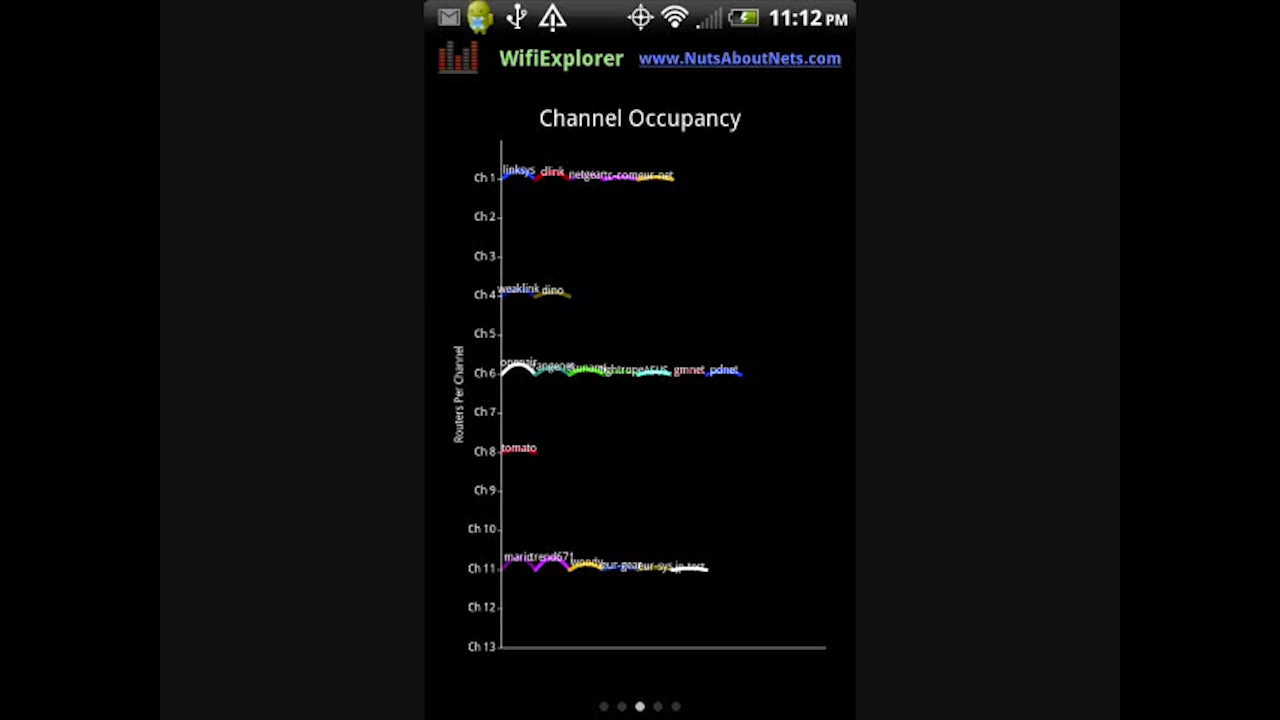 11:12 PM
WifiExplorer www.NutsAboutNets.com
Channel Occupancy
Ch 1 linksys dlink
Ch 2
Ch 3
Ch 4 weaklink dino
Ch 5
Ch 6 gmnet pdnet
Ch 7
Ch 8 tomato
Ch 9
Ch 10
Ch 11 trend671
Ch 12
Ch 13
Routers Per Channel